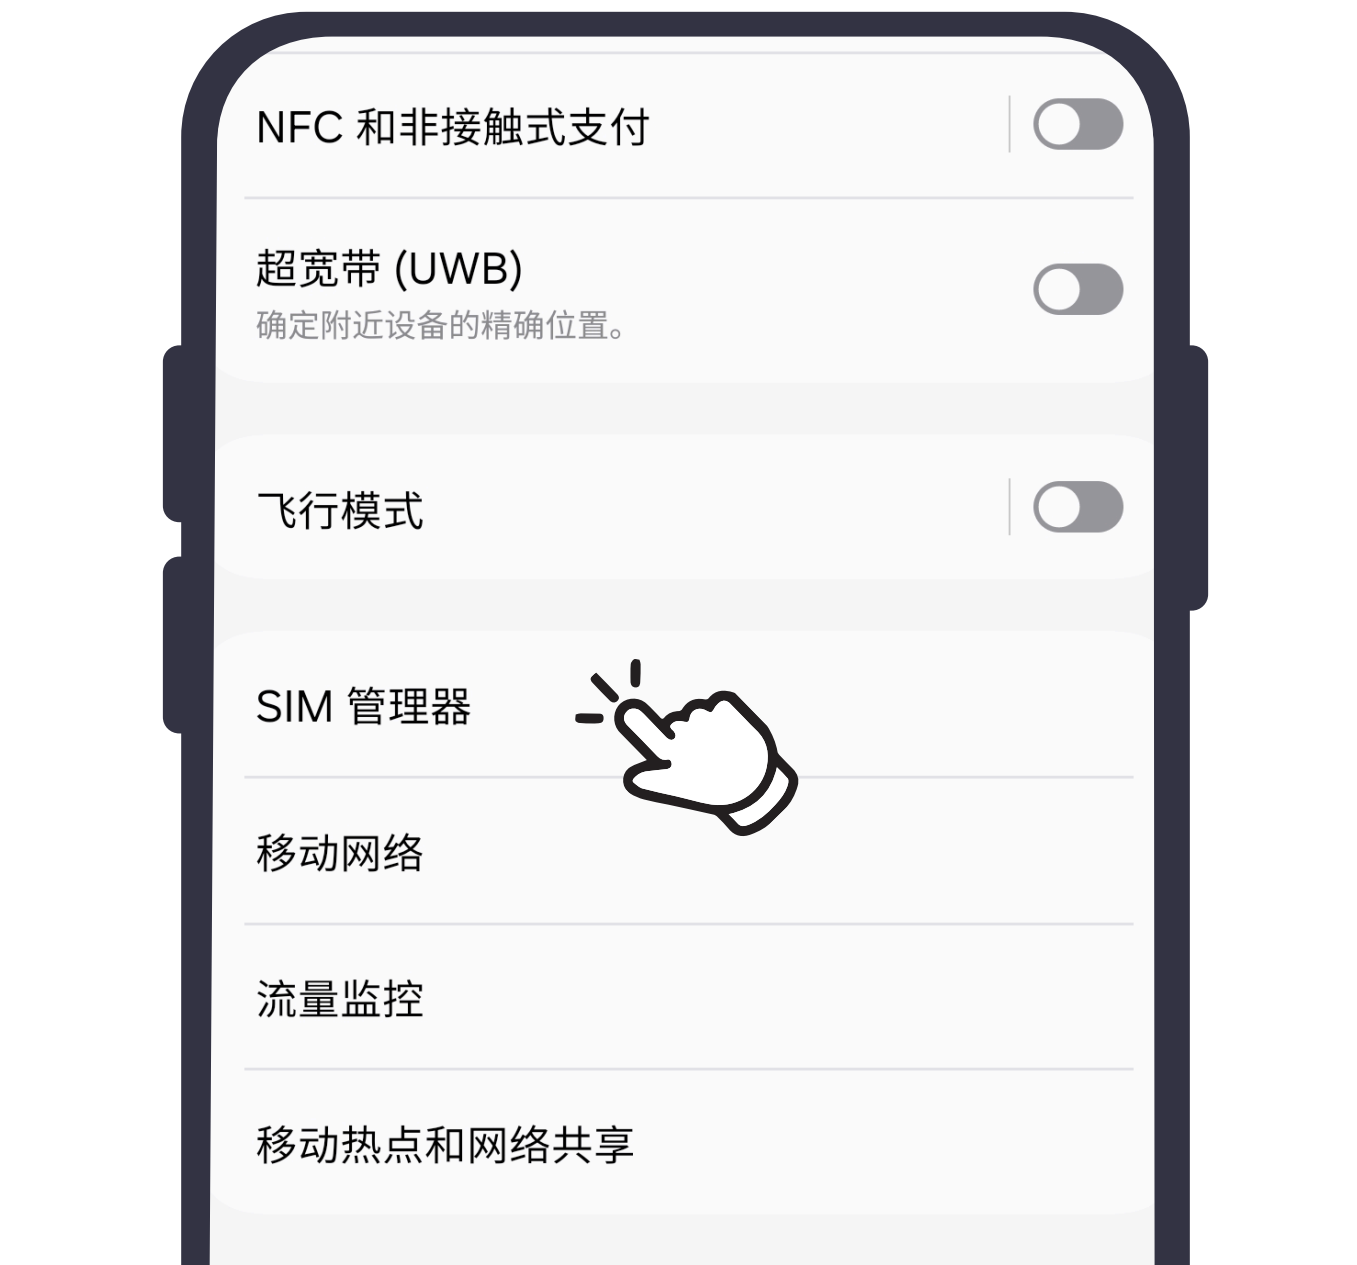 NFC 和非接触式支付
超宽带 (UWB)
确定附近设备的精确位置。
飞行模式
SIM 管理器
移动网络
流量监控
移动热点和网络共享